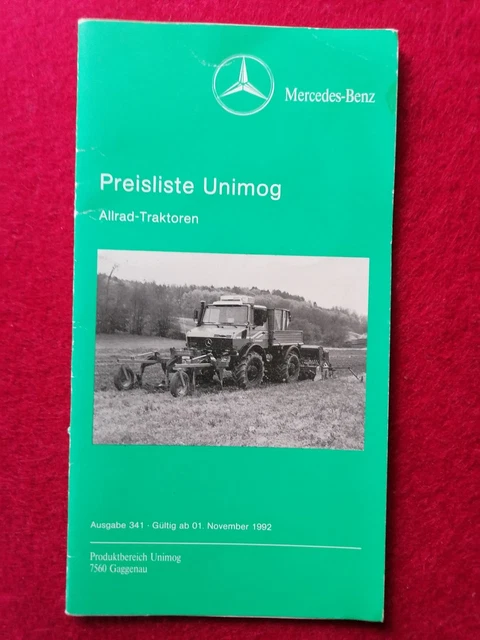 Mercedes-Benz
Preisliste Unimog
Allrad-Traktoren
Ausgabe 341 · Gültig ab 01. November 1992
Produktbereich Unimog
7560 Gaggenau